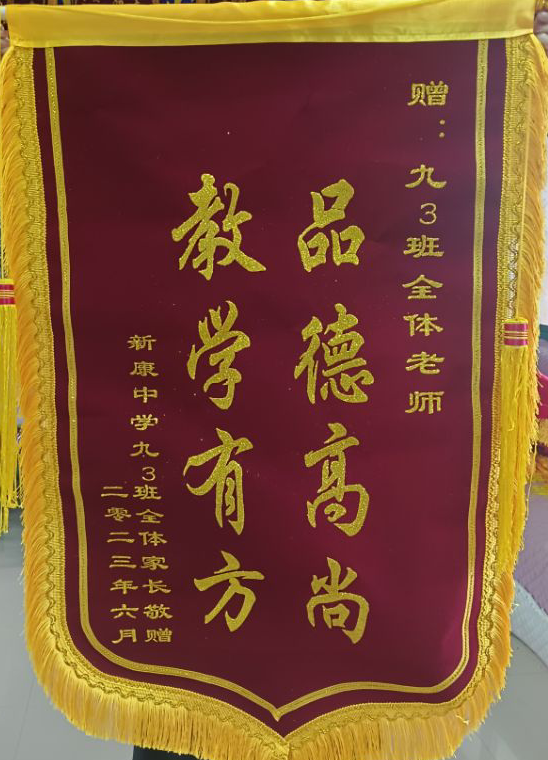 赠：九3班全体老师
品德高尚
教学有方
新康中学九3班全体家长敬赠
二零二三年六月